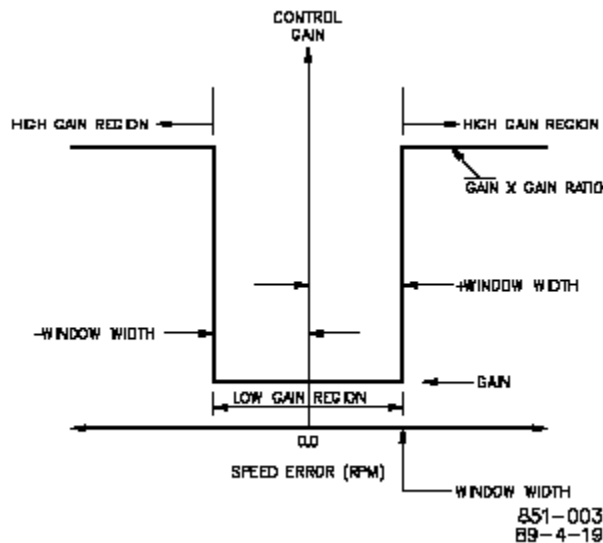 CONTROL
GAIN
HIGH GAIN REGION
HIGH GAIN REGION
GAIN X GAIN RATIO
+WINDOW WIDTH
-WINDOW WIDTH
GAIN
LOW GAIN REGION
0.0
SPEED ERROR (RPM)
WINDOW WIDTH
851-003
89-4-19